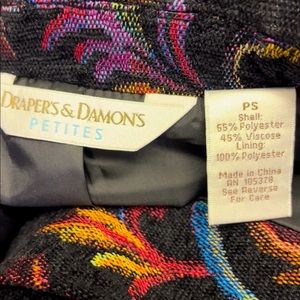 DRAPER'S & DAMON'S
PETITES
PS
Shell:
65% Polyester
45% Viscose
Lining:
100% Polyester
Made in China
RN 105378
See Reverse
For Care